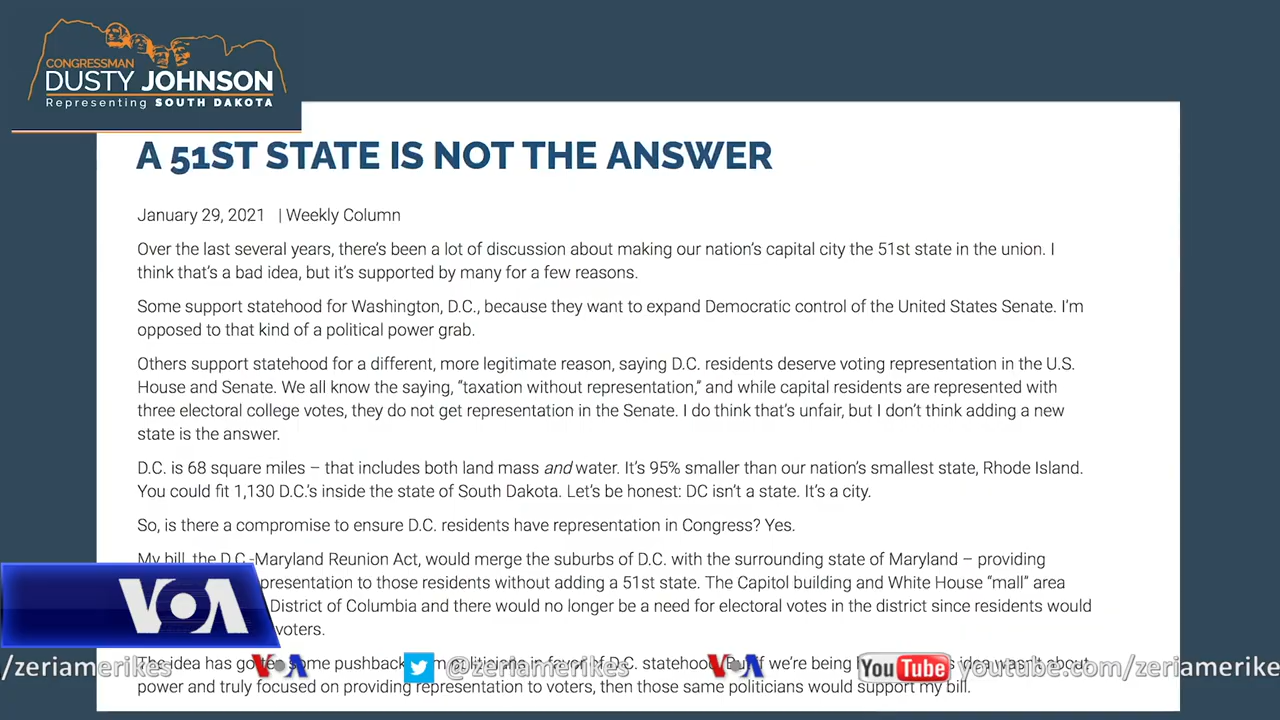 CONGRESSMAN
DUSTY JOHNSON
Representing SOUTH DAKOTA
A 51ST STATE IS NOT THE ANSWER
January 29, 2021 | Weekly Column
Over the last several years, there's been a lot of discussion about making our nation's capital city the 51st state in the union. I
think that's a bad idea, but it's supported by many for a few reasons.
Some support statehood for Washington, D.C., because they want to expand Democratic control of the United States Senate. I'm
opposed to that kind of a political power grab.
Others support statehood for a different, more legitimate reason, saying D.C. residents deserve voting representation in the U.S.
House and Senate. We all know the saying, “taxation without representation,” and while capital residents are represented with
three electoral college votes, they do not get representation in the Senate. I do think that's unfair, but I don't think adding a new
state is the answer.
D.C. is 68 square miles – that includes both land mass and water. It's 95% smaller than our nation's smallest state, Rhode Island.
You could fit 1,130 D.C.'s inside the state of South Dakota. Let's be honest: DC isn't a state. It's a city.
So, is there a compromise to ensure D.C. residents have representation in Congress? Yes.
My bill, the D.C.-Maryland Reunion Act, would merge the suburbs of D.C. with the surrounding state of Maryland – providing
presentation to those residents without adding a 51st state. The Capitol building and White House “mall” area
District of Columbia and there would no longer be a need for electoral votes in the district since residents would
voters.
VOA
The idea has some pushback politicians in favor of D.C. statehood, if we're being idea was about
/zeriamerikes VOA @zeriamerikes VOA YouTube youtube.com/zeriamerike
power and truly focused on providing representation to voters, then those same politicians would support my bill.